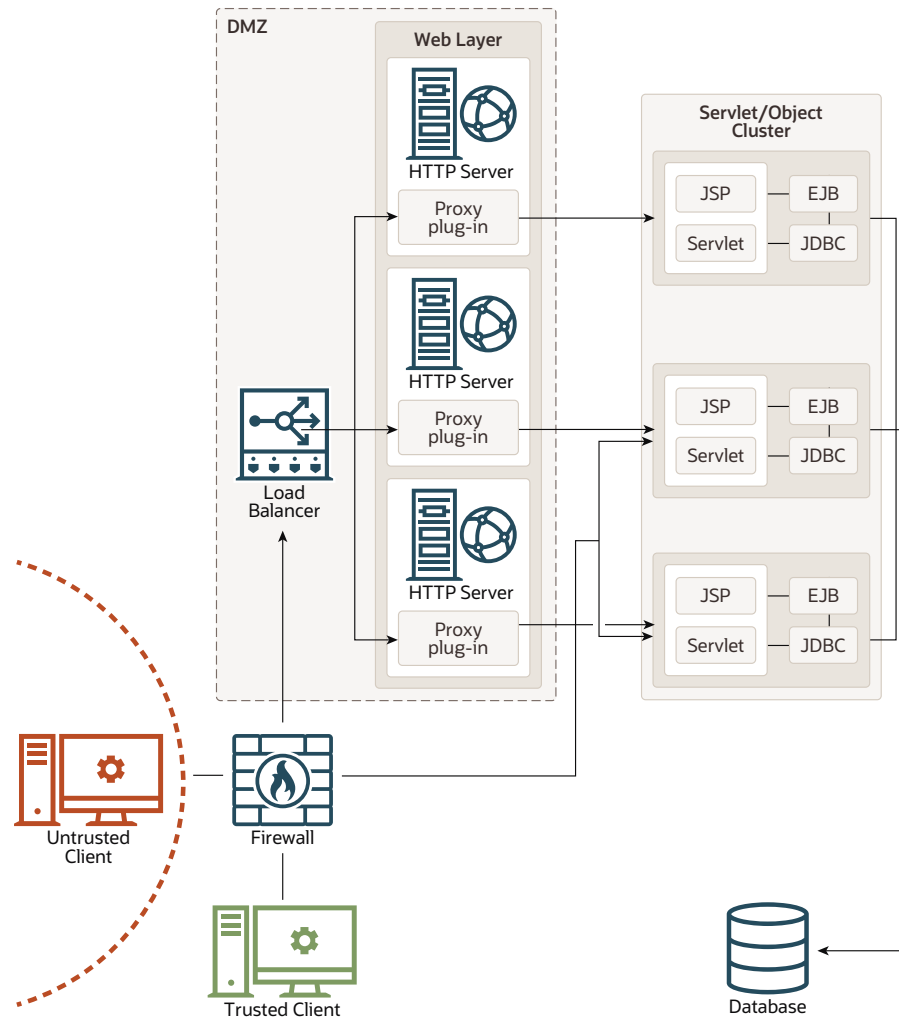 DMZ
Web Layer
HTTP Server
Proxy
plug-in
HTTP Server
Proxy
plug-in
HTTP Server
Proxy
plug-in
Load
Balancer
Servlet/Object
Cluster
JSP
EJB
Servlet
JDBC
JSP
EJB
Servlet
JDBC
JSP
EJB
Servlet
JDBC
Untrusted
Client
Firewall
Trusted Client
Database